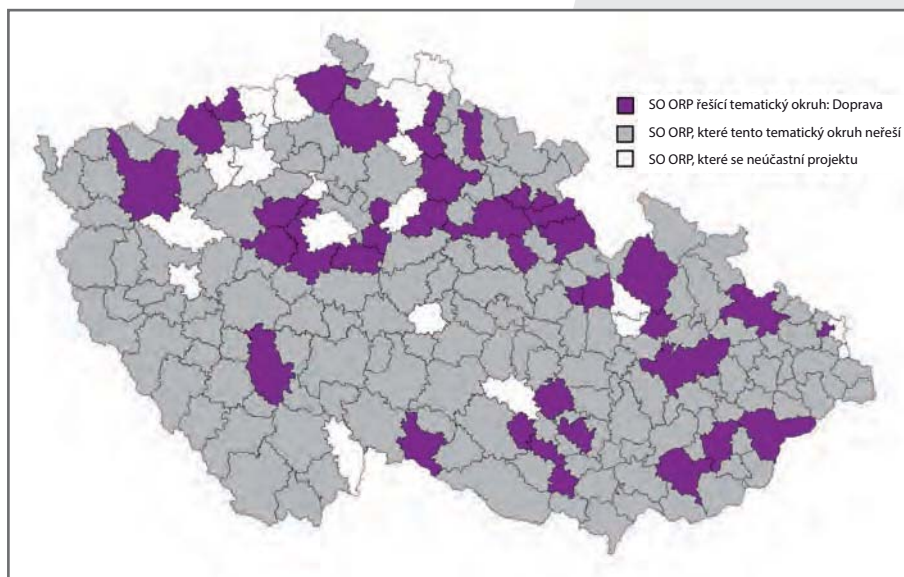 SO ORP řešící tematický okruh: Doprava
SO ORP, které tento tematický okruh neřeší
SO ORP, které se neúčastní projektu